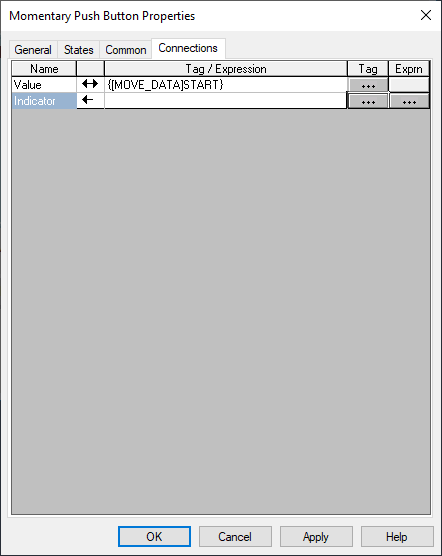 Momentary Push Button Properties
General States Common Connections
Name Tag / Expression Tag Exprn
Value {[MOVE_DATA]START} ...
Indicator ... ...
OK Cancel Apply Help